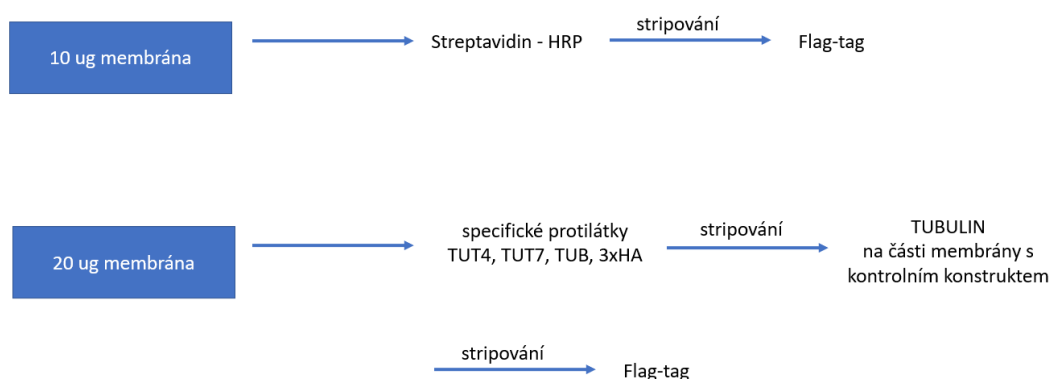 10 ug membrána
Streptavidin - HRP
stripování
Flag-tag
20 ug membrána
specifické protilátky
TUT4, TUT7, TUB, 3xHA
stripování
TUBULIN
na části membrány s
kontrolním konstruktem
stripování
Flag-tag